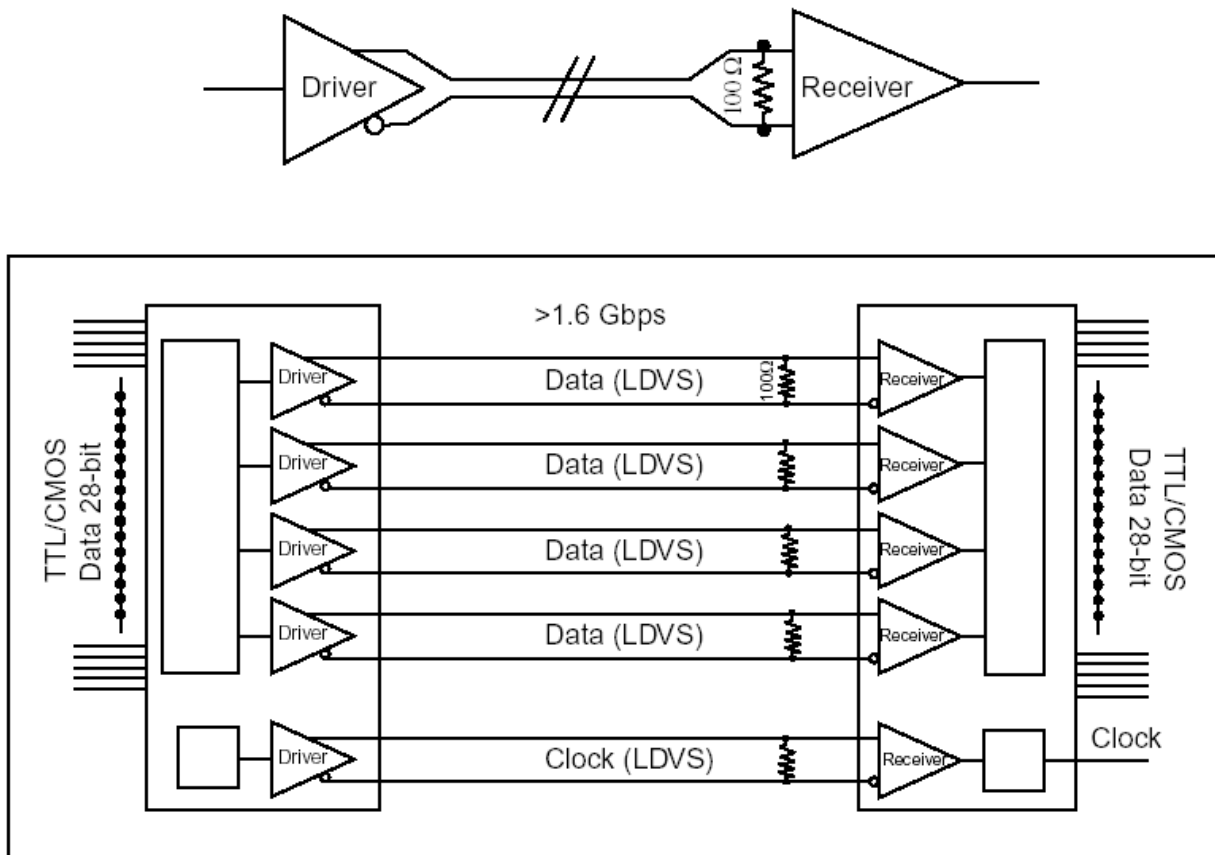 Driver
100 Ω
Receiver
>1.6 Gbps
Driver
Data (LDVS)
100Ω
Receiver
Driver
Data (LDVS)
Receiver
TTL/CMOS
Data 28-bit
TTL/CMOS
Data 28-bit
Driver
Data (LDVS)
Receiver
Driver
Data (LDVS)
Receiver
Driver
Clock (LDVS)
Receiver
Clock